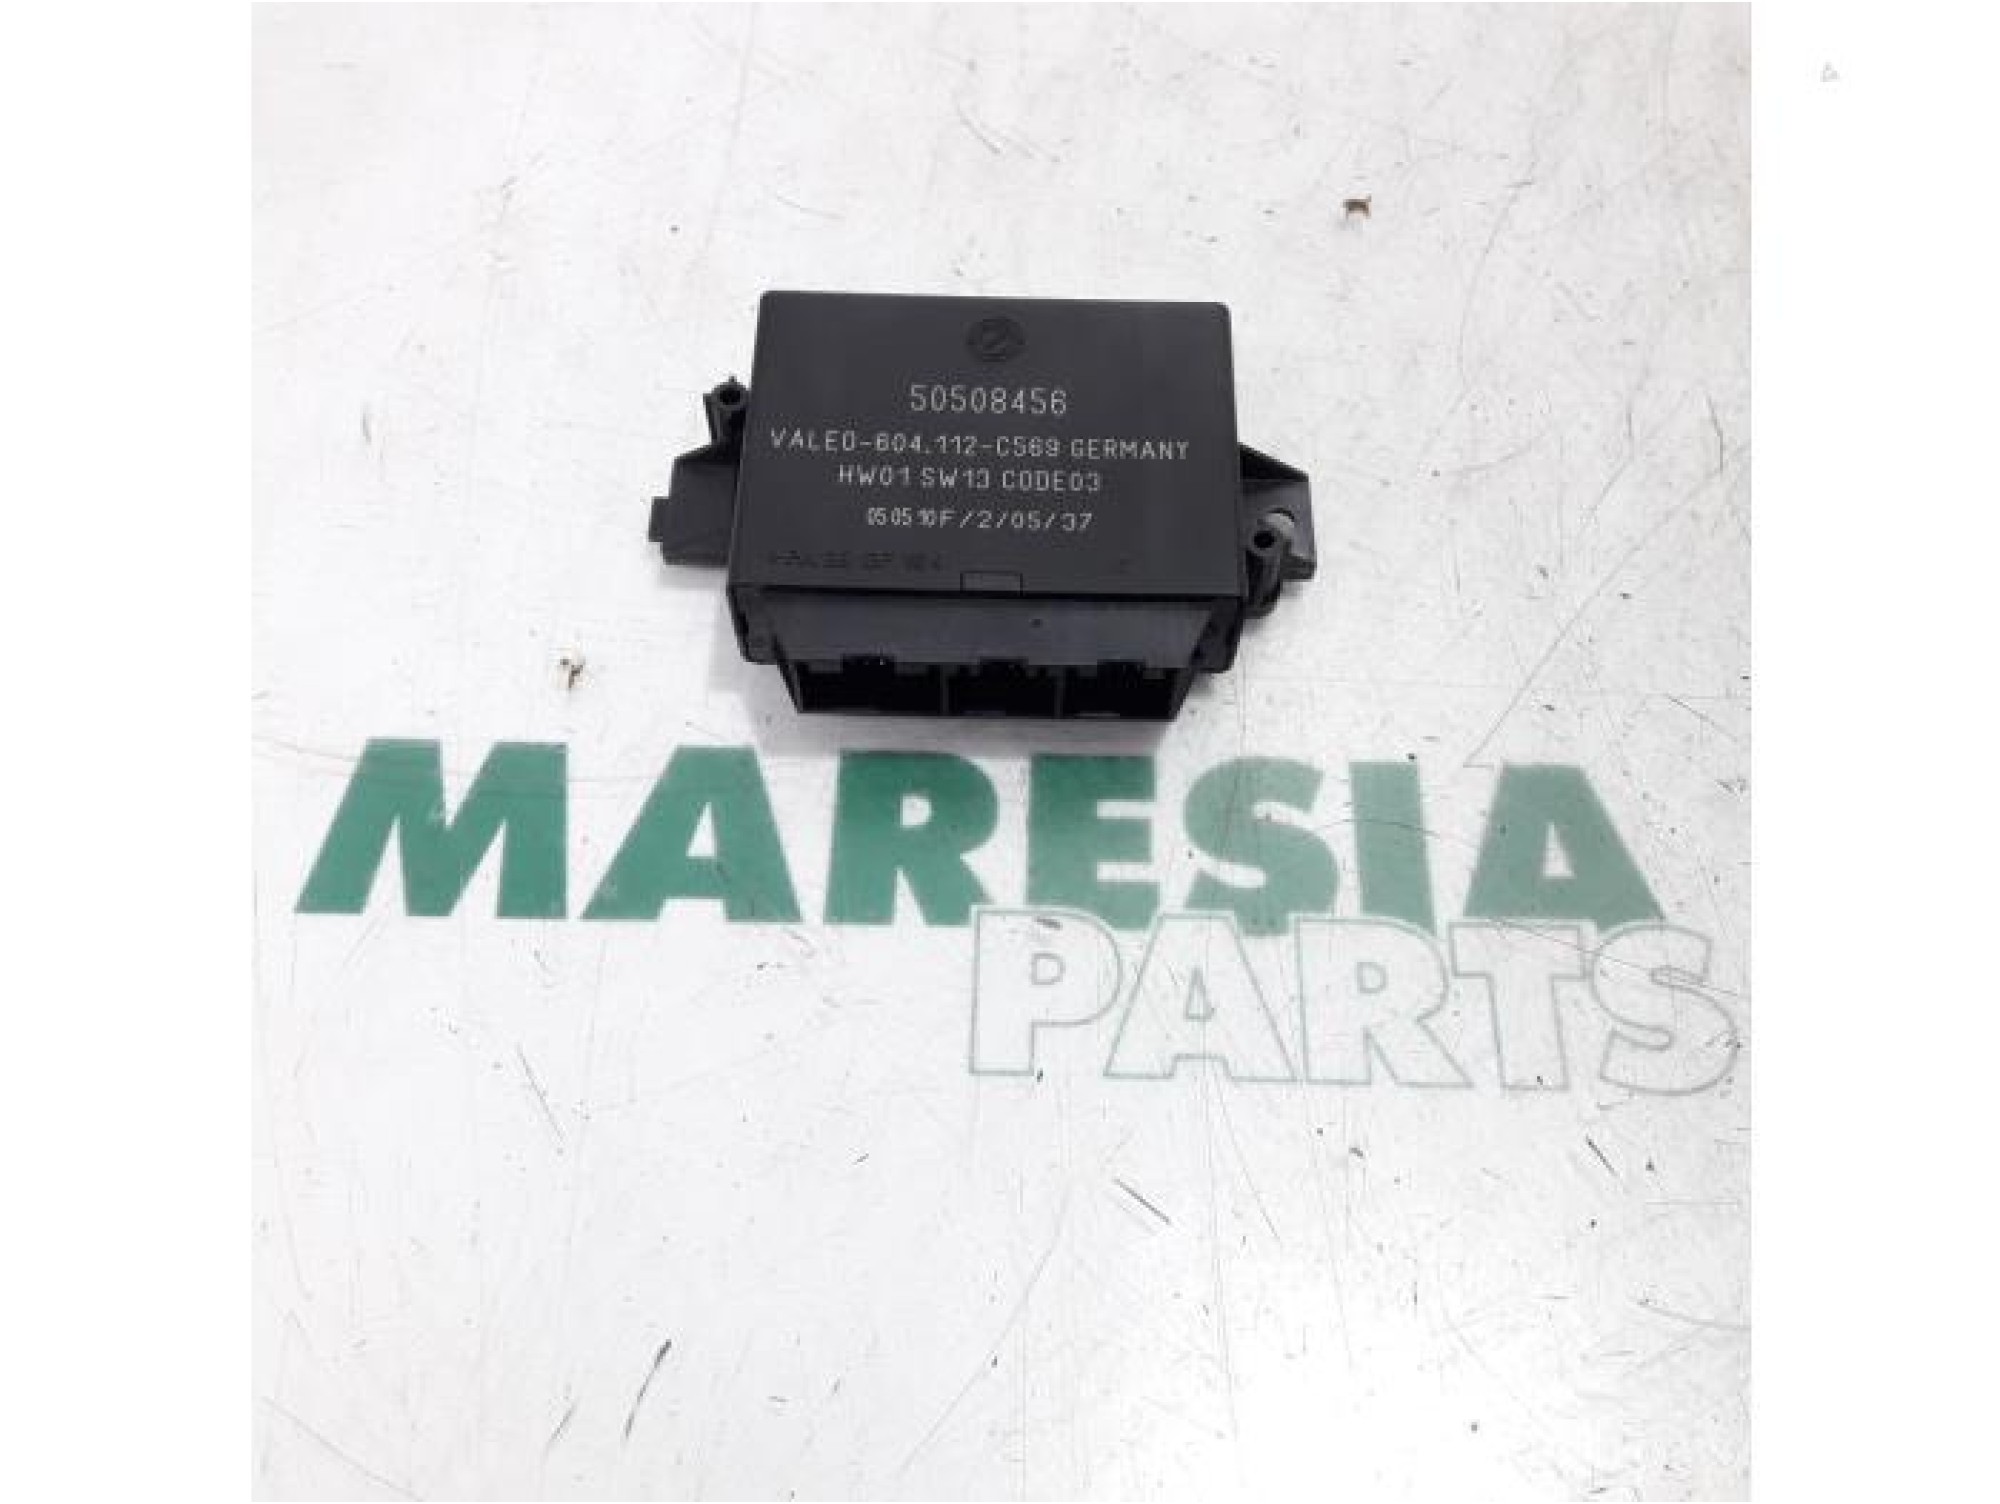 50508456
VALEO-604.112-C569 GERMANY
HW01 SW13 CODE03
050510F/2/05/37
MARESIA
PARTS